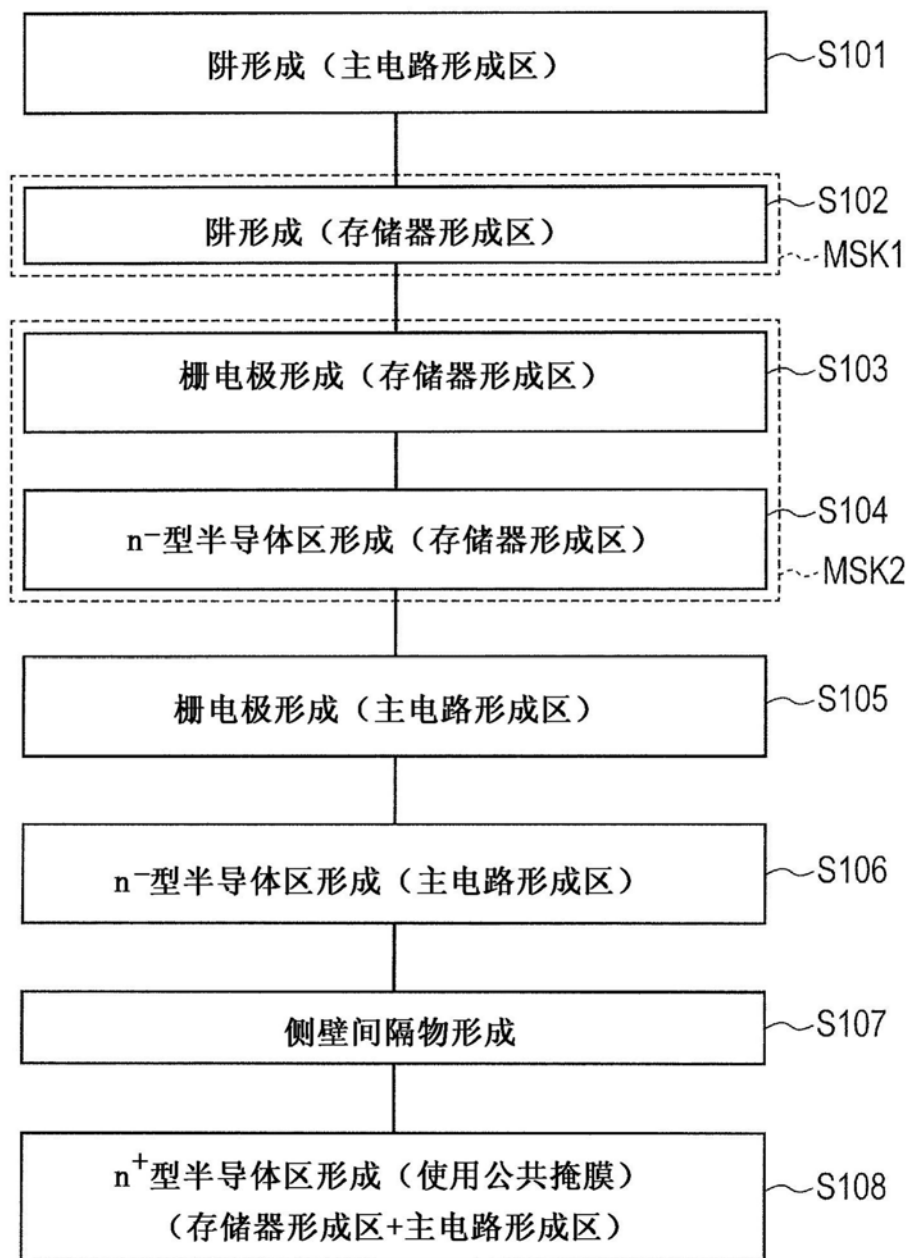 阱形成（主电路形成区）
S101
阱形成（存储器形成区）
S102
MSK1
栅电极形成（存储器形成区）
S103
n⁻型半导体区形成（存储器形成区）
S104
MSK2
栅电极形成（主电路形成区）
S105
n⁻型半导体区形成（主电路形成区）
S106
侧壁间隔物形成
S107
n⁺型半导体区形成（使用公共掩膜）
（存储器形成区+主电路形成区）
S108